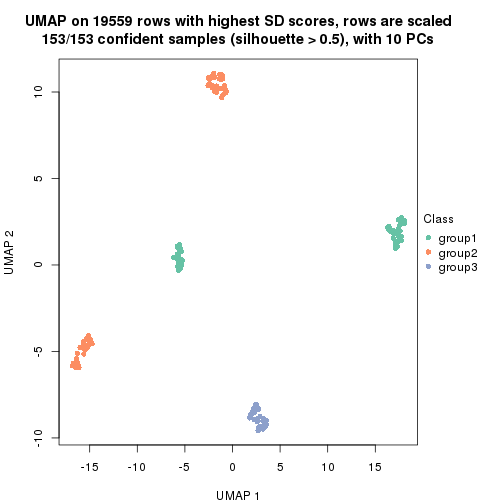 UMAP on 19559 rows with highest SD scores, rows are scaled
153/153 confident samples (silhouette > 0.5), with 10 PCs
10
5
0
-5
-10
UMAP 2
-15
-10
-5
0
5
10
15
UMAP 1
Class
group1
group2
group3